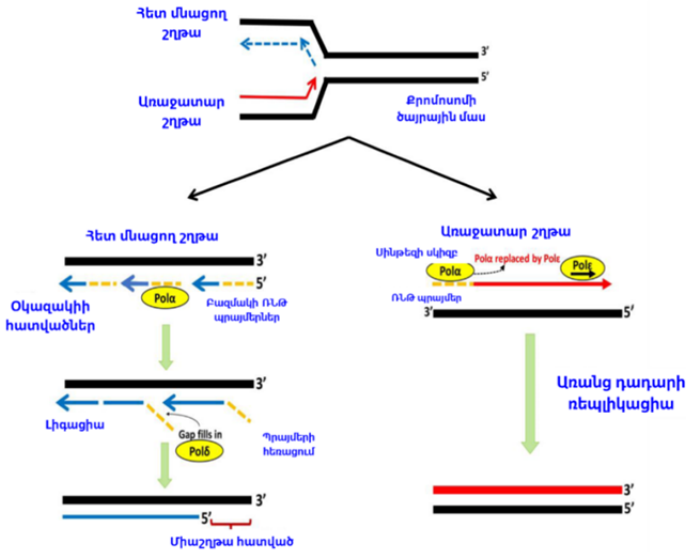 Հետ մնացող
շղթա
3’
5’
Առաջատար
շղթա
Քրոմոսոմի
ծայրային մաս
Հետ մնացող շղթա
3’
5’
Polα
Օկազակիի
հատվածներ
Բազմակի ՌՆԹ
պրայմերներ
3’
Լիգացիա
Gap fills in
Polδ
Պրայմերի
հեռացում
3’
5’
Միաշղթա հատված
Առաջատար շղթա
Սինթեզի սկիզբ
Polα replaced by Polε
Polα
Polε
ՌՆԹ պրայմեր
3’
5’
Առանց դադարի
ռեպլիկացիա
3’
5’